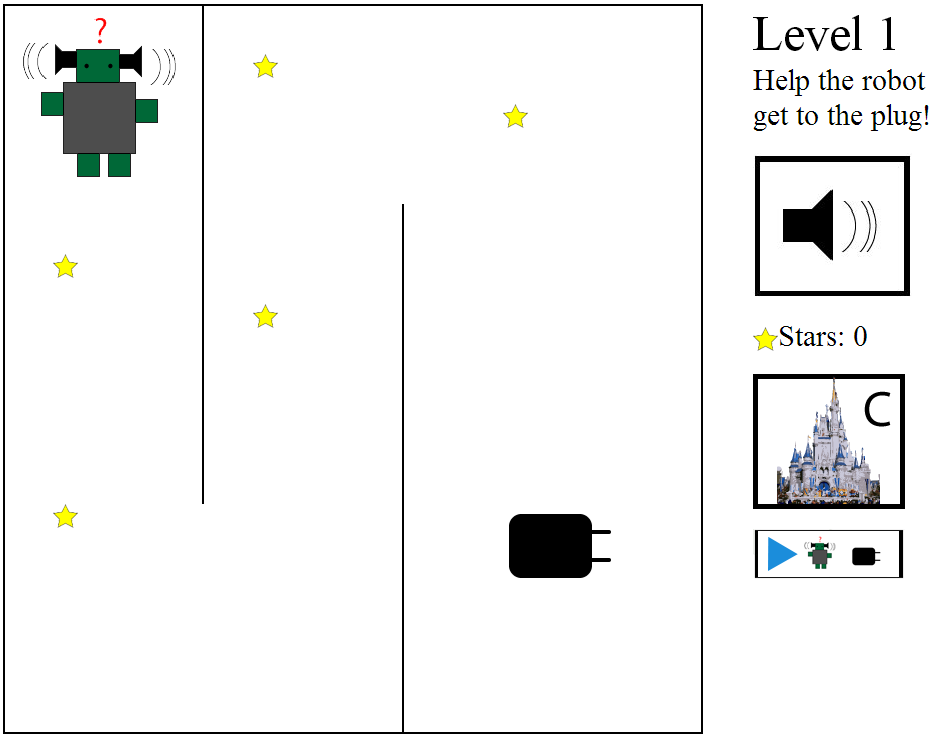 ?
Level 1
Help the robot
get to the plug!
Stars: 0
C
?